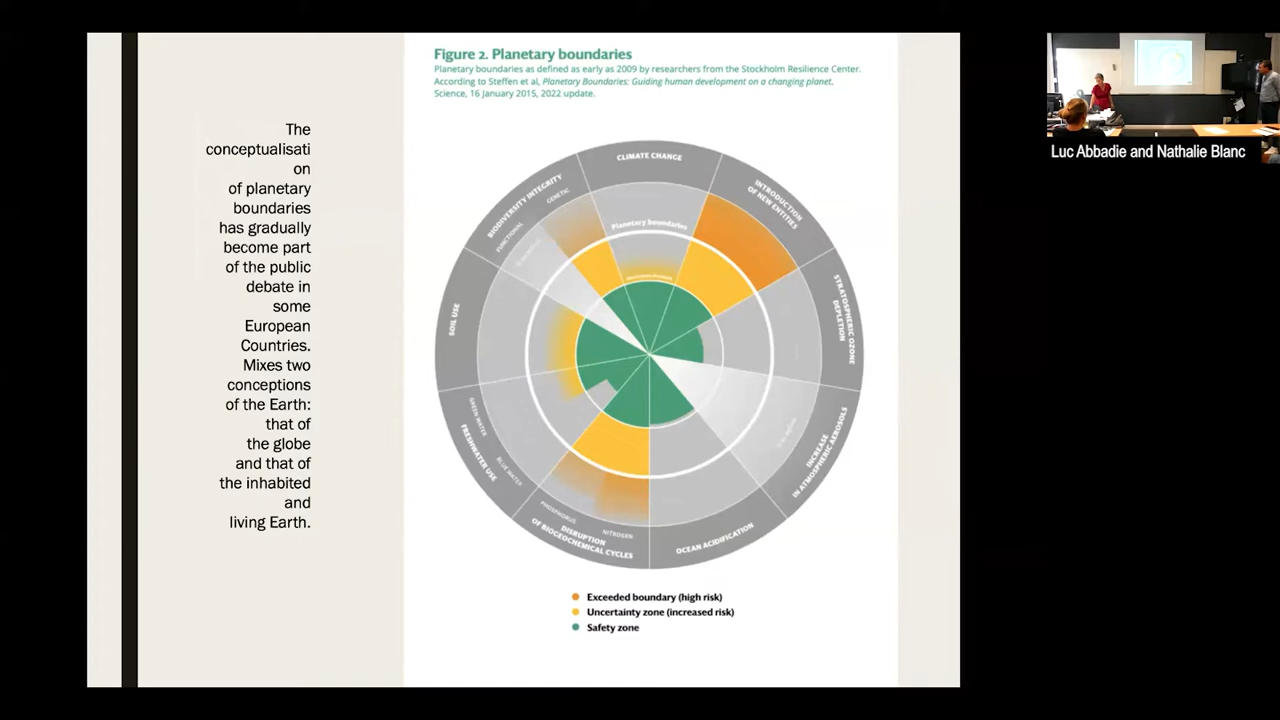 The
conceptualisati
on
of planetary
boundaries
has gradually
become part
of the public
debate in
some
European
Countries.
Mixes two
conceptions
of the Earth:
that of
the globe
and that of
the inhabited
and
living Earth.
Figure 2. Planetary boundaries
Planetary boundaries as defined as early as 2009 by researchers from the Stockholm Resilience Center.
According to Steffen et al, Planetary Boundaries: Guiding human development on a changing planet,
Science, 16 January 2015, 2022 update.
CLIMATE CHANGE
INTRODUCTION
OF NEW ENTITIES
STRATOSPHERIC OZONE
DEPLETION
INCREASE
IN ATMOSPHERIC AEROSOLS
OCEAN ACIDIFICATION
NITROGEN
PHOSPHORUS
DISRUPTION
OF BIOGEOCHEMICAL CYCLES
BLUE WATER
GREEN WATER
FRESHWATER USE
SOIL USE
BIODIVERSITY INTEGRITY
FUNCTIONAL
GENETIC
Planetary boundaries
Exceeded boundary (high risk)
Uncertainty zone (increased risk)
Safety zone
Luc Abbadie and Nathalie Blanc